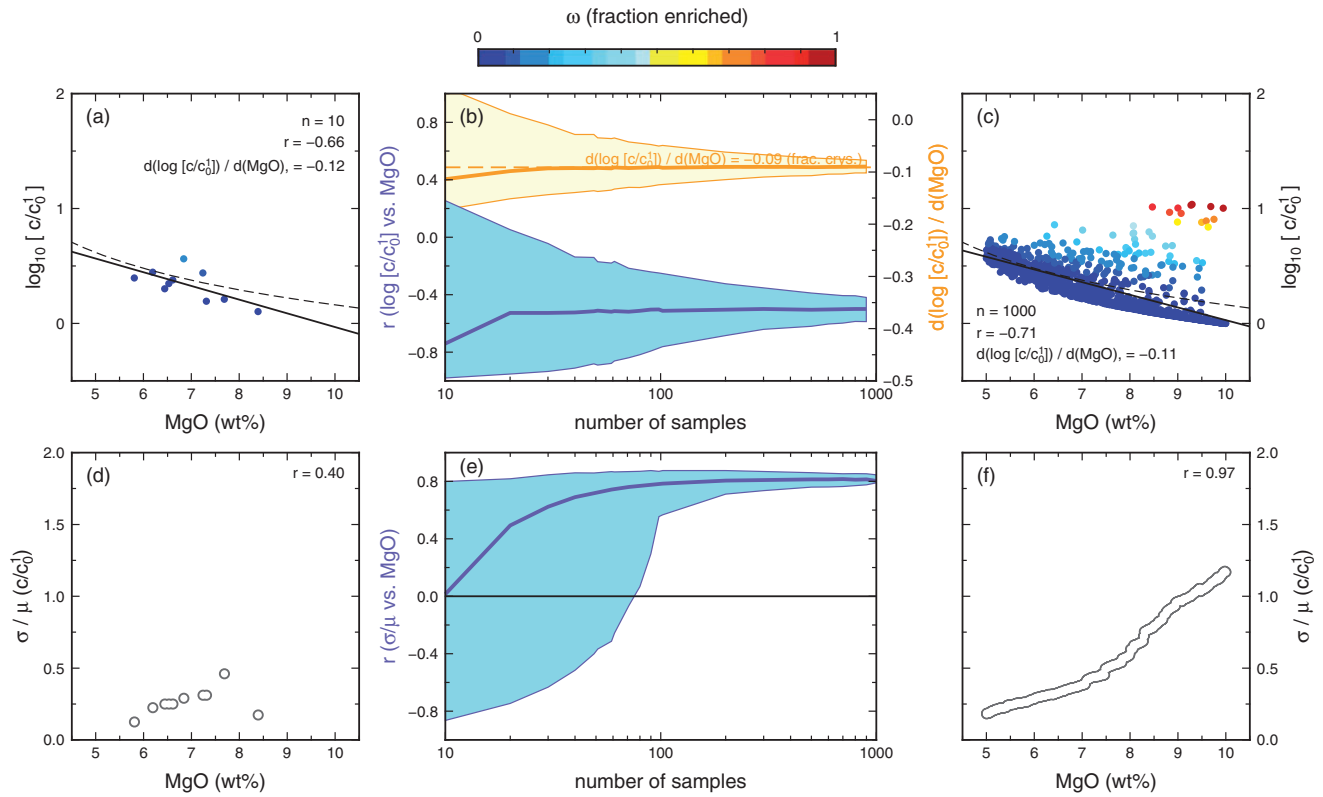 ω (fraction enriched)
0 1
(a)
n = 10
r = −0.66
d(log [c/c₀¹]) / d(MgO), = −0.12
log₁₀ [ c/c₀¹ ]
2
1
0
5 6 7 8 9 10
MgO (wt%)
(b)
d(log [c/c₀¹]) / d(MgO) = −0.09 (frac. crys.)
r (log [c/c₀¹] vs. MgO)
0.8
0.4
0.0
−0.4
−0.8
0.0
−0.1
−0.2
−0.3
−0.4
−0.5
d(log [c/c₀¹]) / d(MgO)
10 100 1000
number of samples
(c)
n = 1000
r = −0.71
d(log [c/c₀¹]) / d(MgO), = −0.11
2
1
0
log₁₀ [ c/c₀¹ ]
5 6 7 8 9 10
MgO (wt%)
(d)
r = 0.40
σ / μ (c/c₀¹)
2.0
1.5
1.0
0.5
0.0
5 6 7 8 9 10
MgO (wt%)
(e)
r (σ/μ vs. MgO)
0.8
0.4
0.0
−0.4
−0.8
10 100 1000
number of samples
(f)
r = 0.97
2.0
1.5
1.0
0.5
0.0
σ / μ (c/c₀¹)
5 6 7 8 9 10
MgO (wt%)